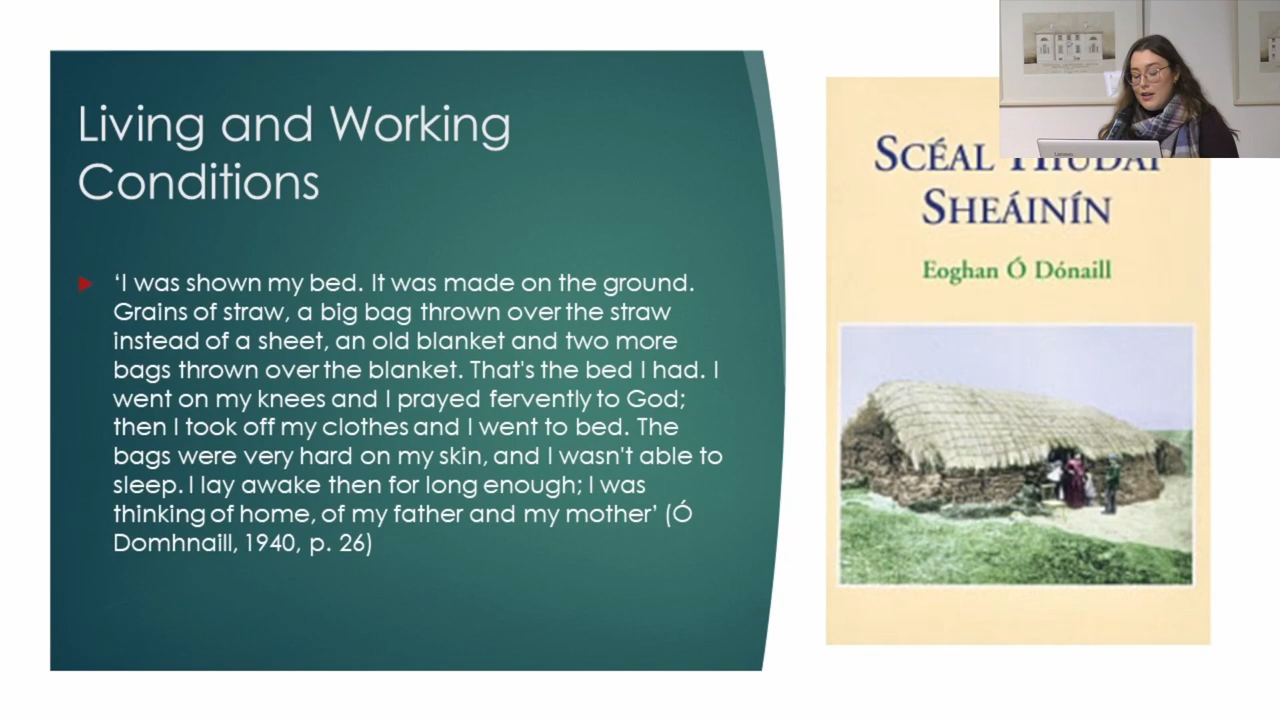 Living and Working
Conditions
‘I was shown my bed. It was made on the ground.
Grains of straw, a big bag thrown over the straw
instead of a sheet, an old blanket and two more
bags thrown over the blanket. That's the bed I had. I
went on my knees and I prayed fervently to God;
then I took off my clothes and I went to bed. The
bags were very hard on my skin, and I wasn't able to
sleep. I lay awake then for long enough; I was
thinking of home, of my father and my mother’ (Ó
Domhnaill, 1940, p. 26)
SCÉAL
SHEÁINÍN
Eoghan Ó Dónaill
Lenovo